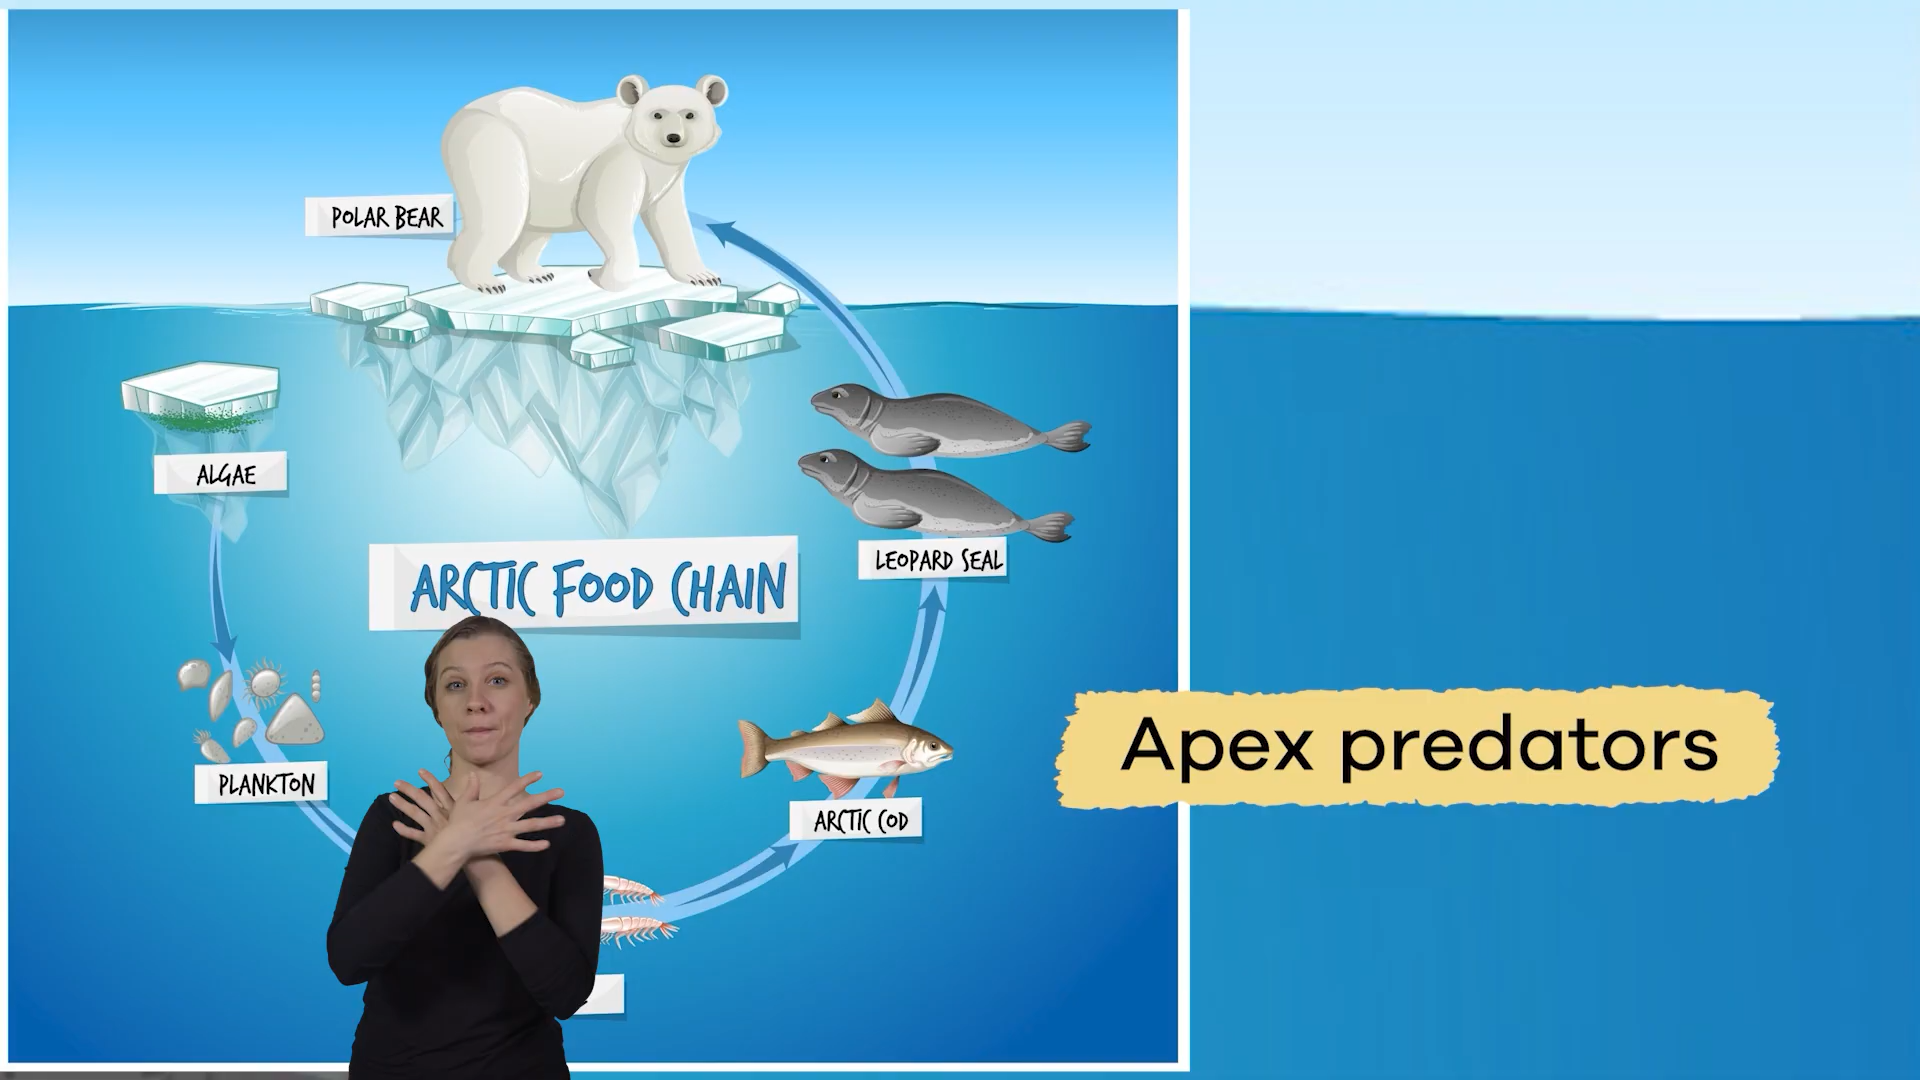 POLAR BEAR
ALGAE
ARCTIC FOOD CHAIN
LEOPARD SEAL
PLANKTON
ARCTIC COD
Apex predators